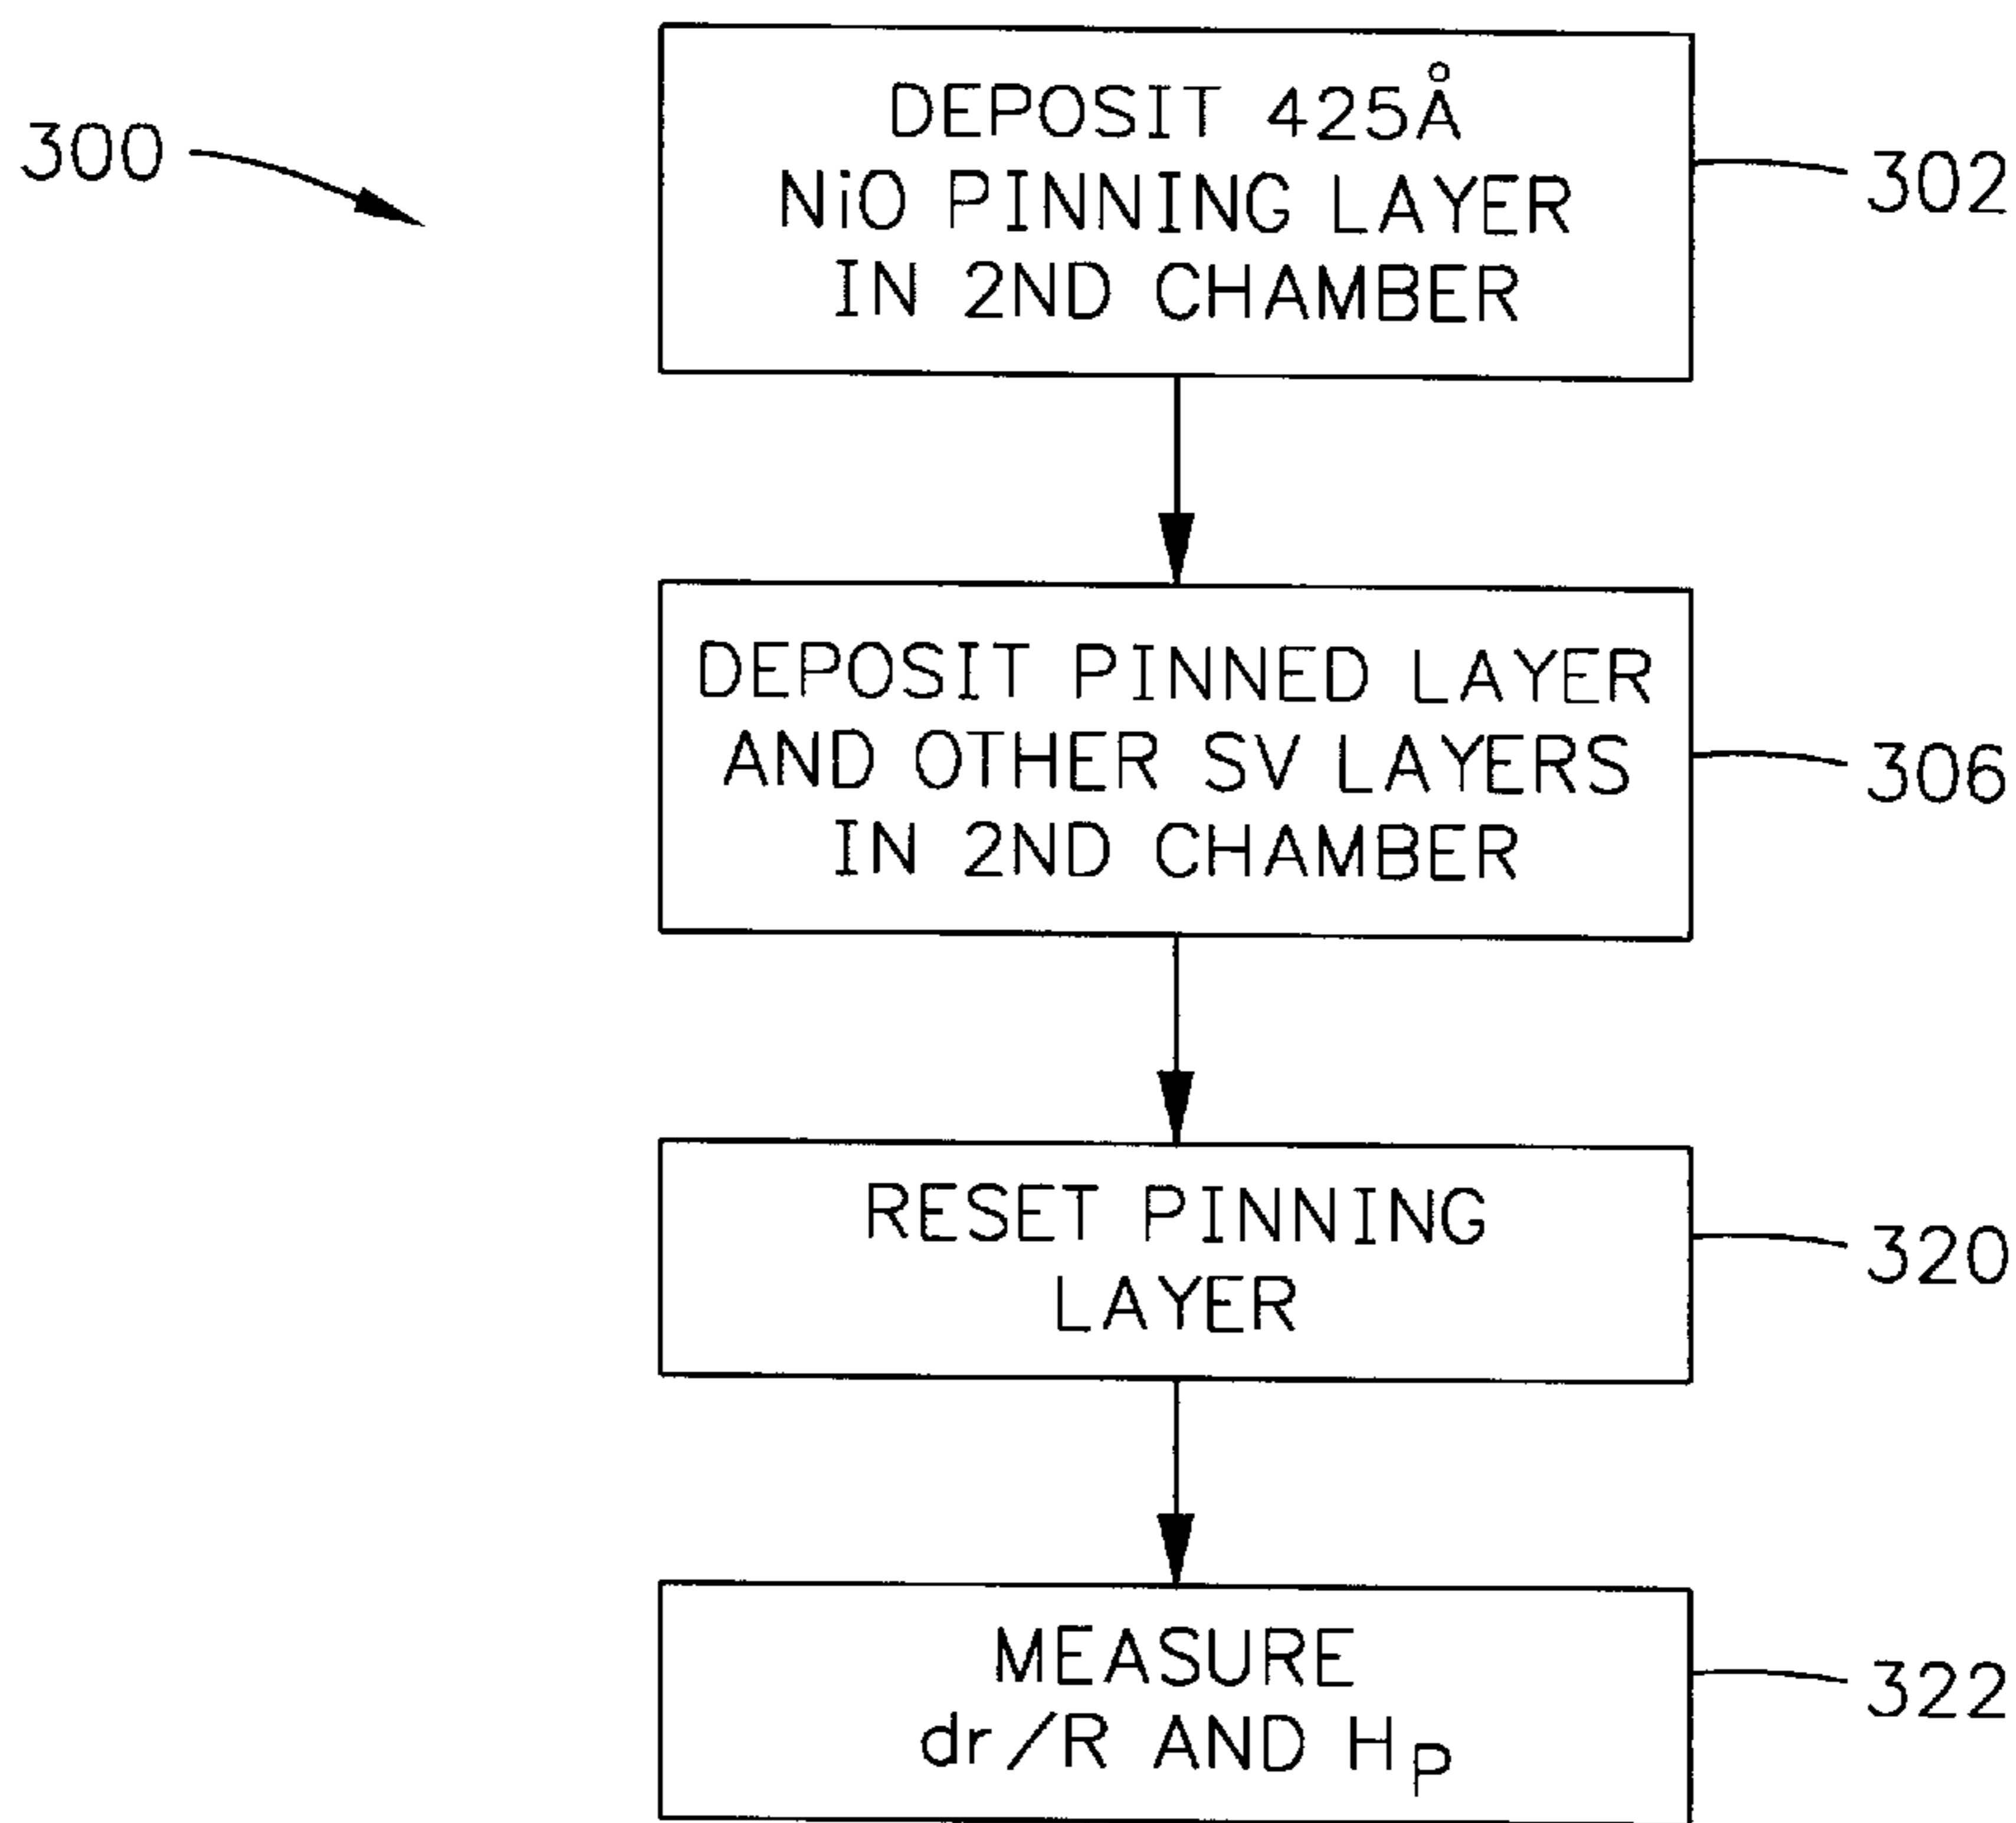 300
DEPOSIT 425Å
NiO PINNING LAYER
IN 2ND CHAMBER
302
DEPOSIT PINNED LAYER
AND OTHER SV LAYERS
IN 2ND CHAMBER
306
RESET PINNING
LAYER
320
MEASURE
dr/R AND HP
322